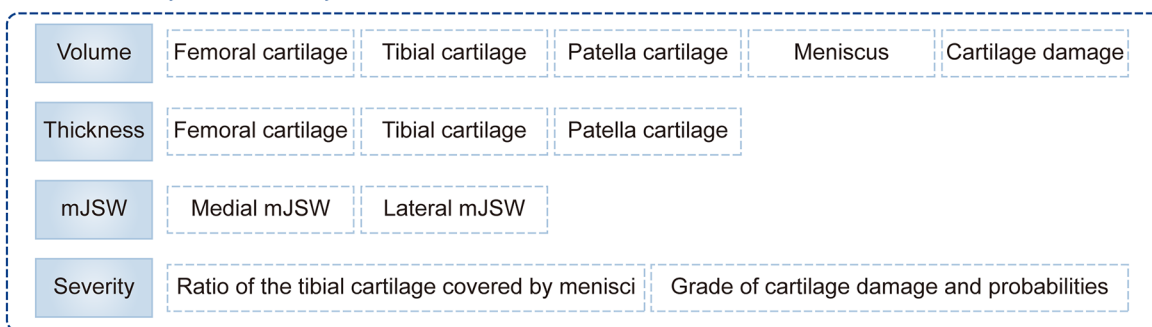 Volume Femoral cartilage Tibial cartilage Patella cartilage Meniscus Cartilage damage
Thickness Femoral cartilage Tibial cartilage Patella cartilage
mJSW Medial mJSW Lateral mJSW
Severity Ratio of the tibial cartilage covered by menisci Grade of cartilage damage and probabilities